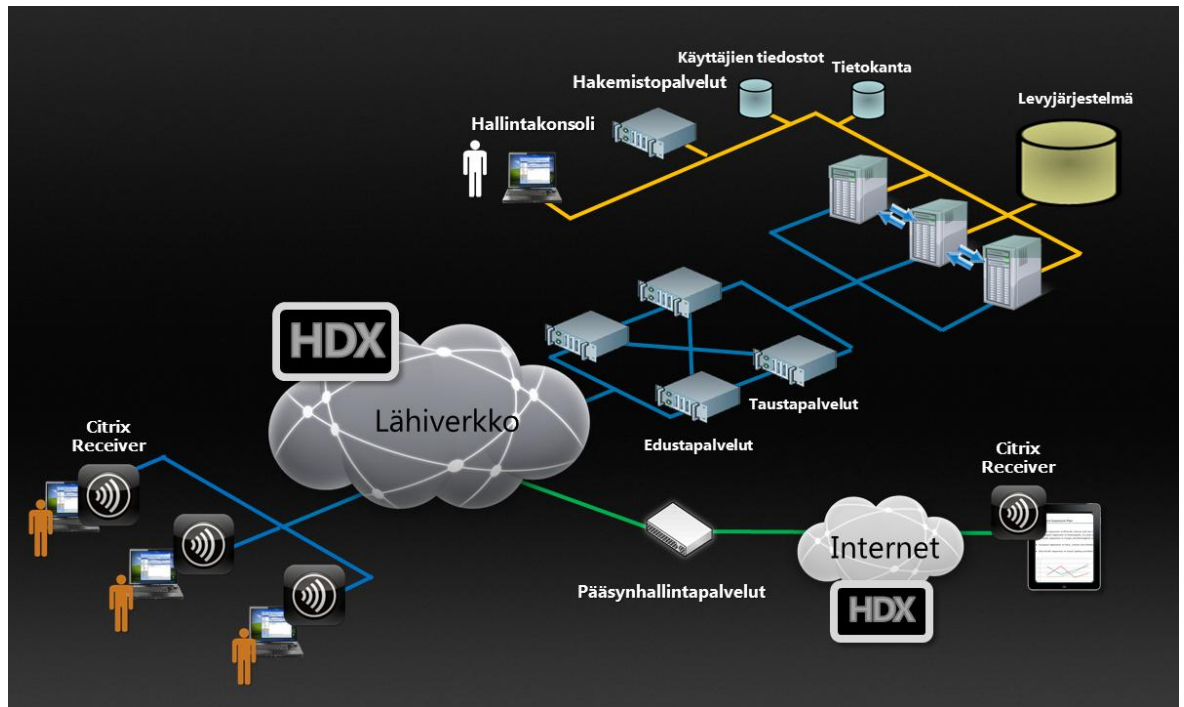 Käyttäjien tiedostot
Tietokanta
Hakemistopalvelut
Levyjärjestelmä
Hallintakonsoli
HDX
Lähiverkko
Taustapalvelut
Edustapalvelut
Citrix
Receiver
Citrix
Receiver
Internet
Pääsynhallintapalvelut
HDX